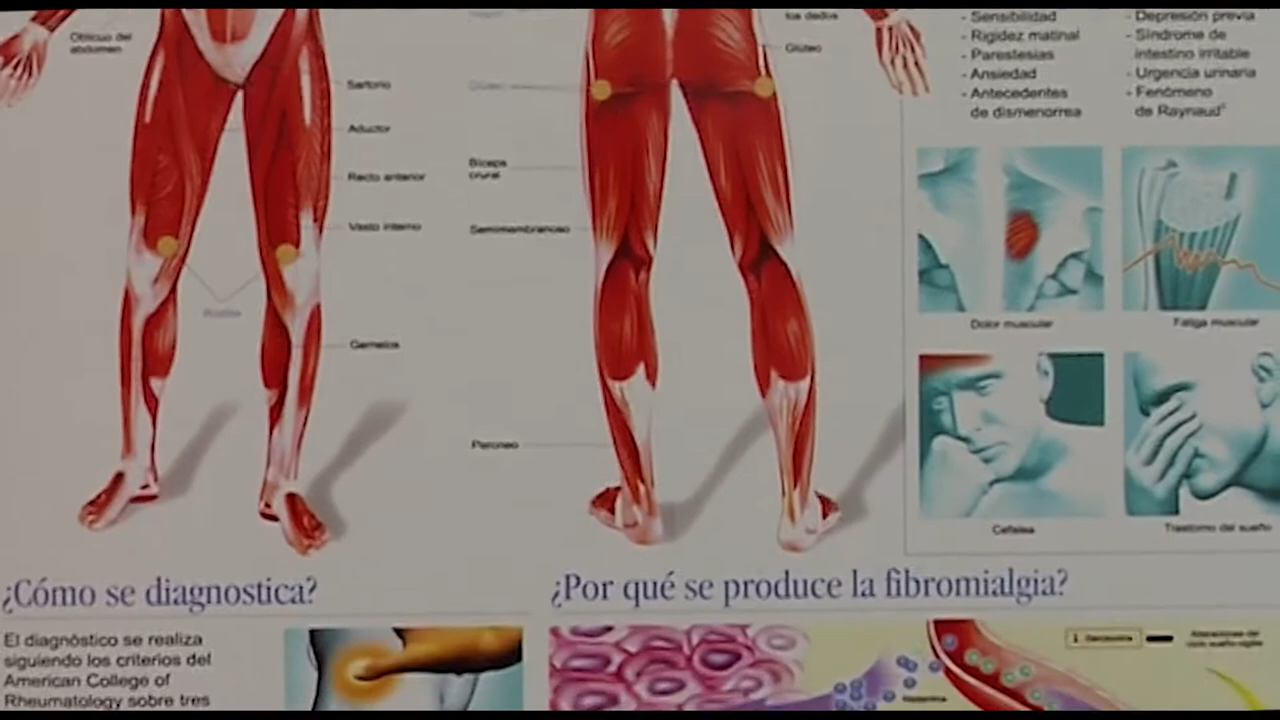 Oblicuo del
abdomen
Sartorio
Aductor
Recto anterior
Vasto interno
Gemelos
los dedos
Glúteo
Bíceps
crural
Semimembranoso
Peroneo
- Sensibilidad
- Rigidez matinal
- Parestesias
- Ansiedad
- Antecedentes
de dismenorrea
- Depresión previa
- Síndrome de
intestino irritable
- Urgencia urinaria
- Fenómeno
de Raynaud
Dolor muscular
Fatiga muscular
Cefalea
Trastorno del sueño
¿Cómo se diagnostica?
El diagnóstico se realiza
siguiendo los criterios del
American College of
Rheumatology sobre tres
¿Por qué se produce la fibromialgia?
Alteraciones del